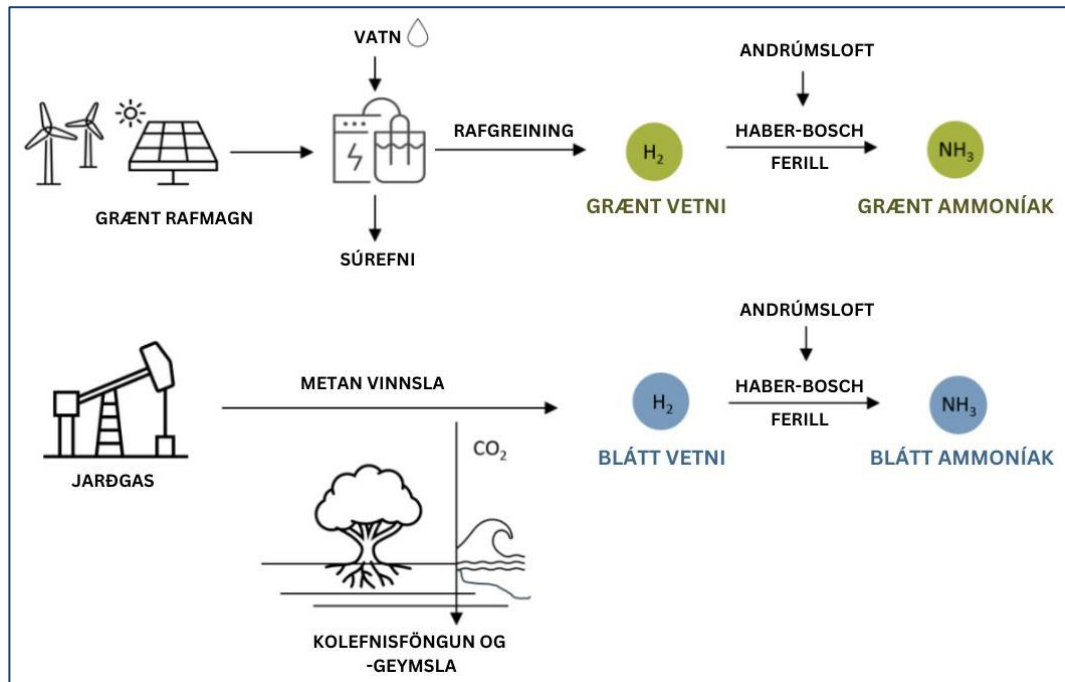 VATN
ANDRÚMSLOFT
RAFGREINING
HABER-BOSCH
FERILL
H₂
NH₃
GRÆNT RAFMAGN
GRÆNT VETNI
GRÆNT AMMONÍAK
SÚREFNI
ANDRÚMSLOFT
METAN VINNSLA
HABER-BOSCH
FERILL
H₂
NH₃
CO₂
BLÁTT VETNI
BLÁTT AMMONÍAK
JARÐGAS
KOLEFNISFÖNGUN OG
-GEYMSLA